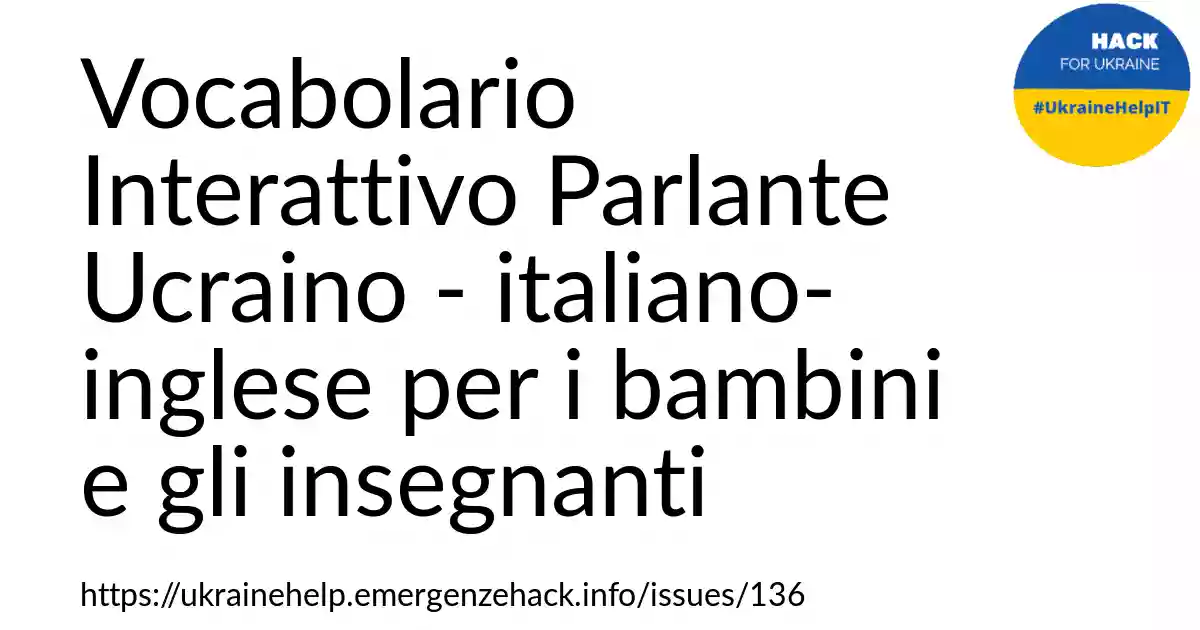 HACK
FOR UKRAINE
#UkraineHelpIT
Vocabolario
Interattivo Parlante
Ucraino - italiano-
inglese per i bambini
e gli insegnanti
https://ukrainehelp.emergenzehack.info/issues/136